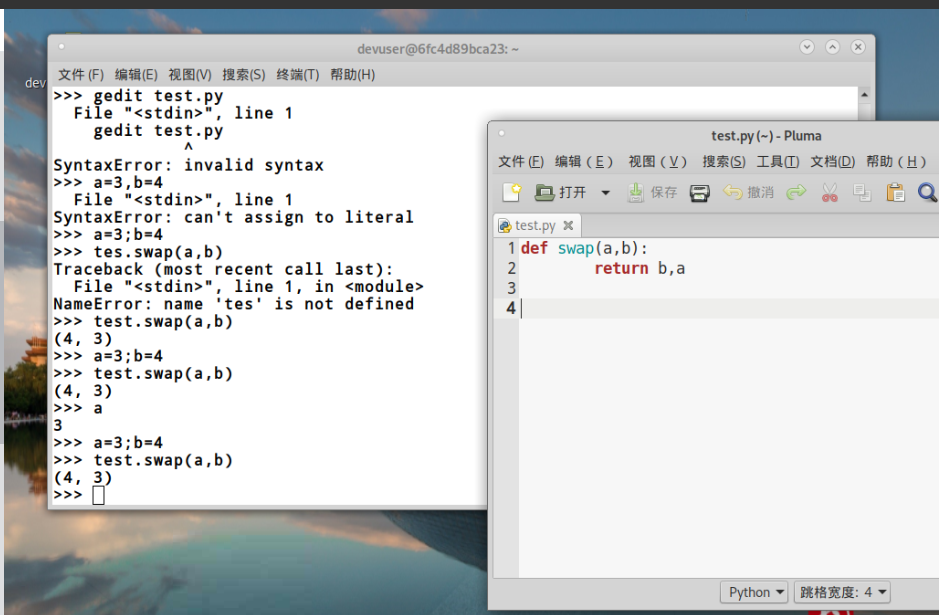 devuser@6fc4d89bca23: ~
文件(F) 编辑(E) 视图(V) 搜索(S) 终端(T) 帮助(H)
dev
>>> gedit test.py
  File "<stdin>", line 1
    gedit test.py
             ^
SyntaxError: invalid syntax
>>> a=3,b=4
  File "<stdin>", line 1
SyntaxError: can't assign to literal
>>> a=3;b=4
>>> tes.swap(a,b)
Traceback (most recent call last):
  File "<stdin>", line 1, in <module>
NameError: name 'tes' is not defined
>>> test.swap(a,b)
(4, 3)
>>> a=3;b=4
>>> test.swap(a,b)
(4, 3)
>>> a
3
>>> a=3;b=4
>>> test.swap(a,b)
(4, 3)
>>>
test.py (~) - Pluma
文件(F) 编辑(E) 视图(V) 搜索(S) 工具(T) 文档(D) 帮助(H)
打开 保存 撤消
test.py
1 def swap(a,b):
2         return b,a
3
4
Python 跳格宽度: 4